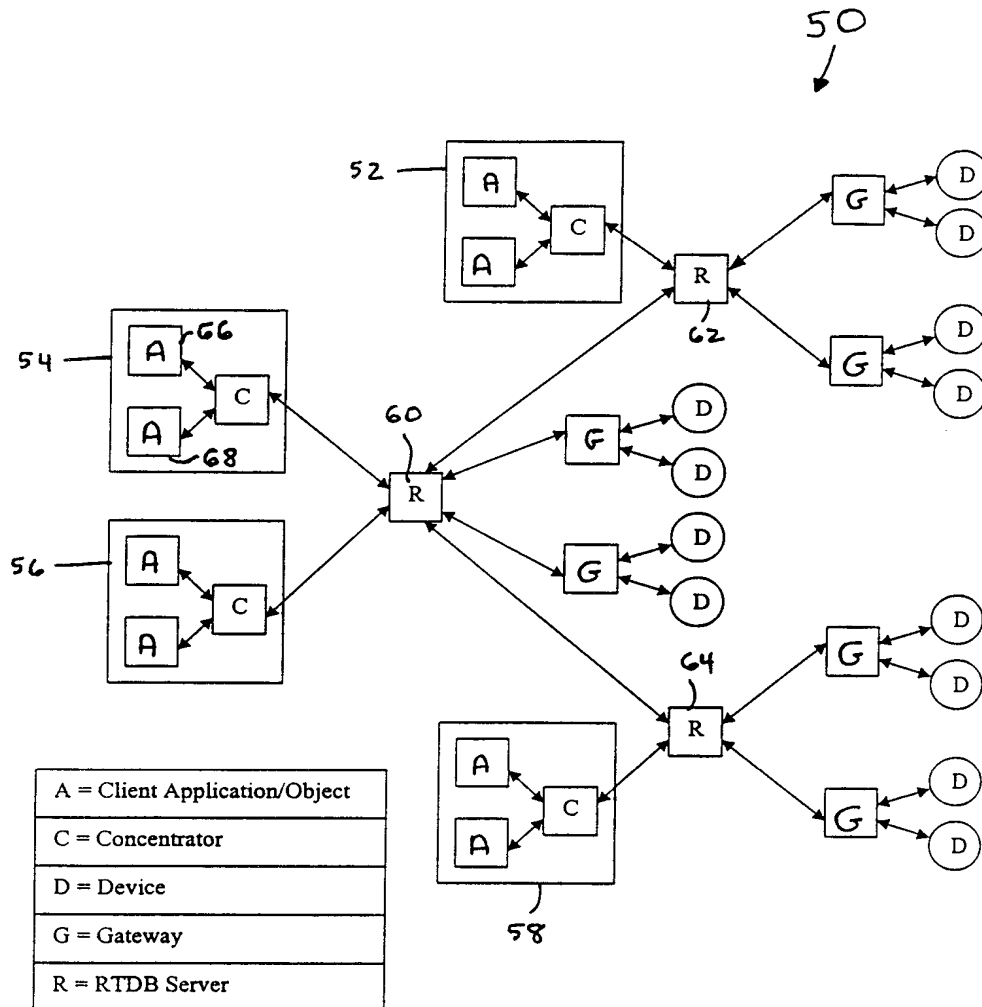 50
52
A
C
A
R
62
G
D
D
G
D
D
54
A
66
C
A
68
60
R
G
D
D
G
D
D
56
A
C
A
64
R
G
D
D
G
D
D
A
C
A
58
A = Client Application/Object
C = Concentrator
D = Device
G = Gateway
R = RTDB Server